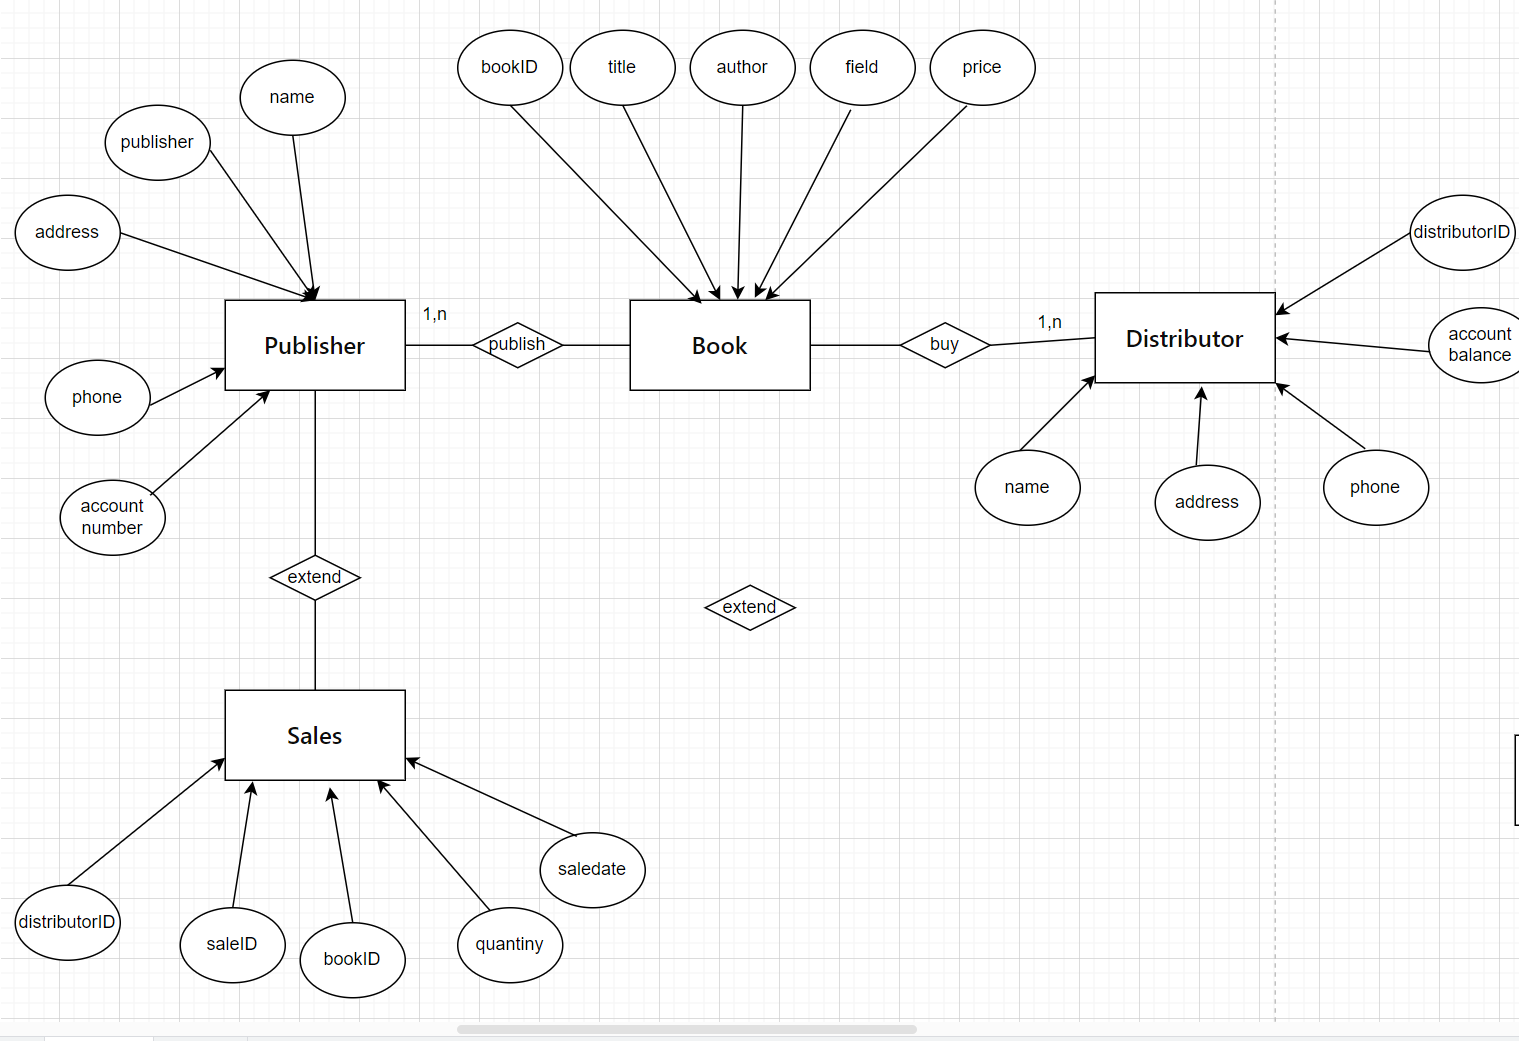 bookID
title
author
field
price
name
publisher
address
distributorID
1,n
1,n
Publisher
publish
Book
buy
Distributor
account
balance
phone
account
number
name
address
phone
extend
extend
Sales
saledate
distributorID
saleID
bookID
quantiny